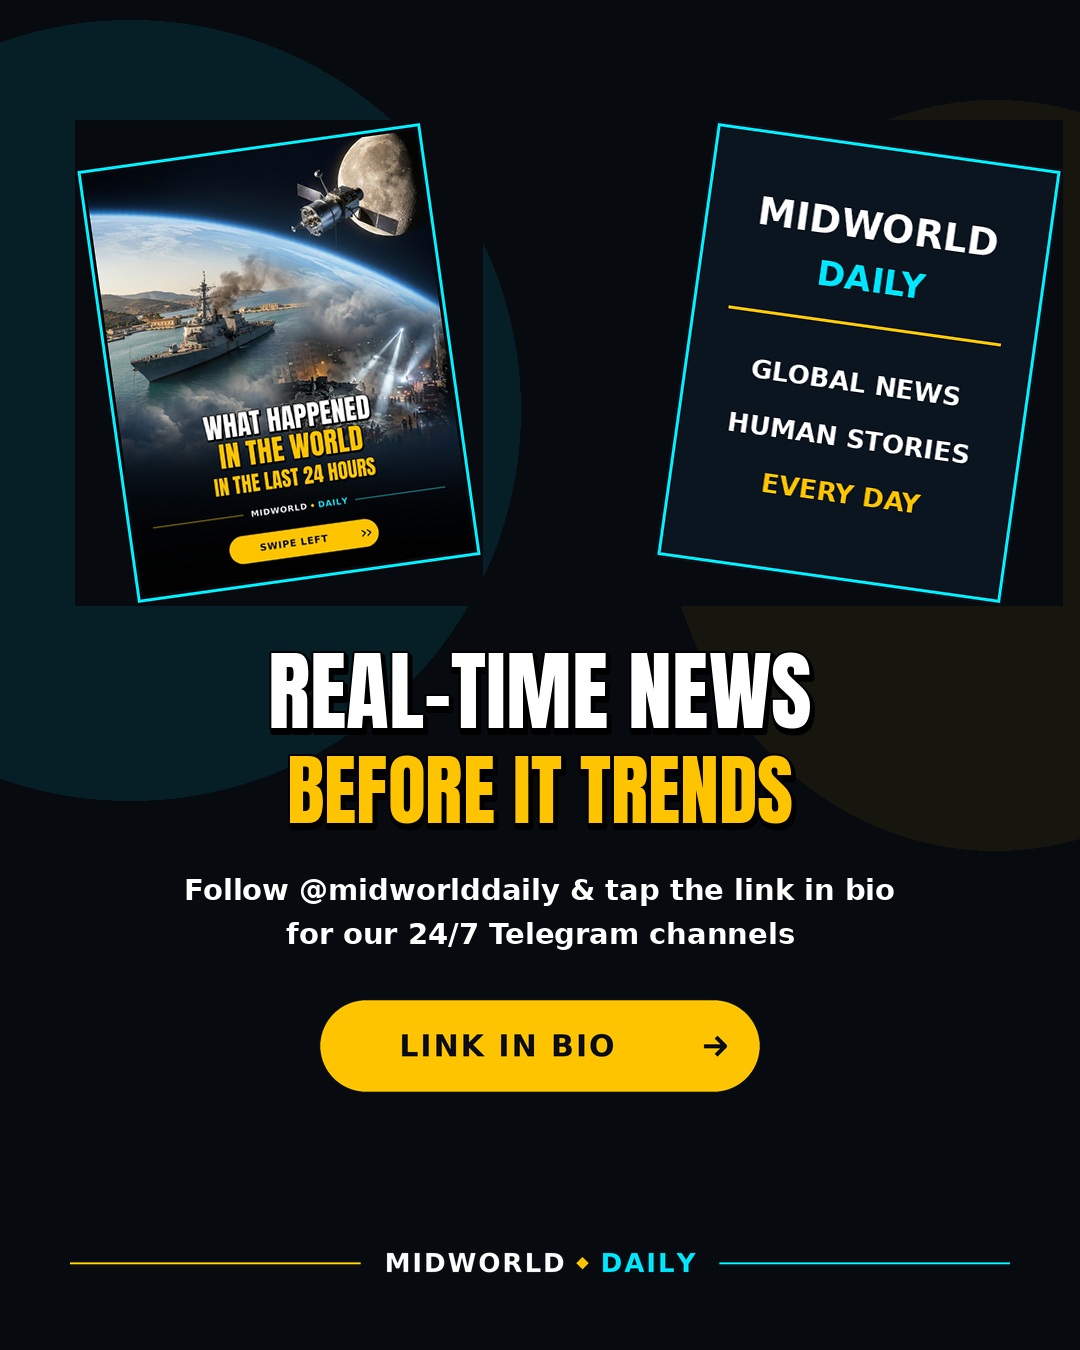 WHAT HAPPENED
IN THE WORLD
IN THE LAST 24 HOURS
MIDWORLD DAILY
SWIPE LEFT
MIDWORLD
DAILY
GLOBAL NEWS
HUMAN STORIES
EVERY DAY
REAL-TIME NEWS
BEFORE IT TRENDS
Follow @midworlddaily & tap the link in bio
for our 24/7 Telegram channels
LINK IN BIO →
MIDWORLD ◆ DAILY